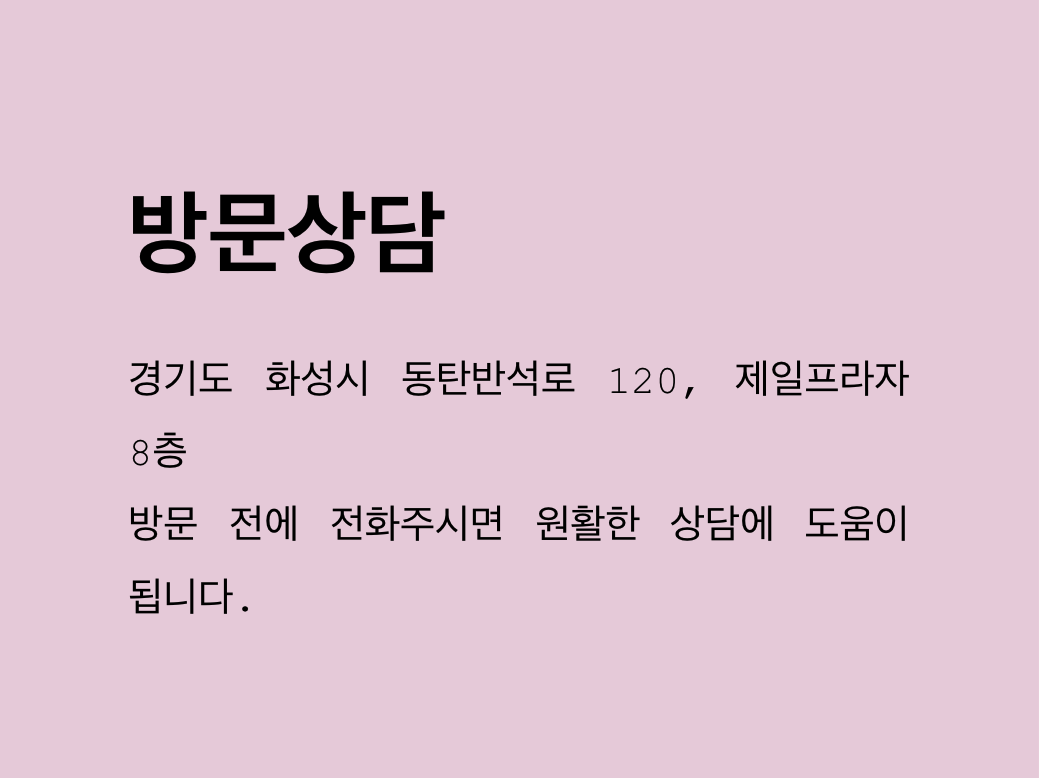 방문상담
경기도 화성시 동탄반석로 120, 제일프라자
8층
방문 전에 전화주시면 원활한 상담에 도움이
됩니다.